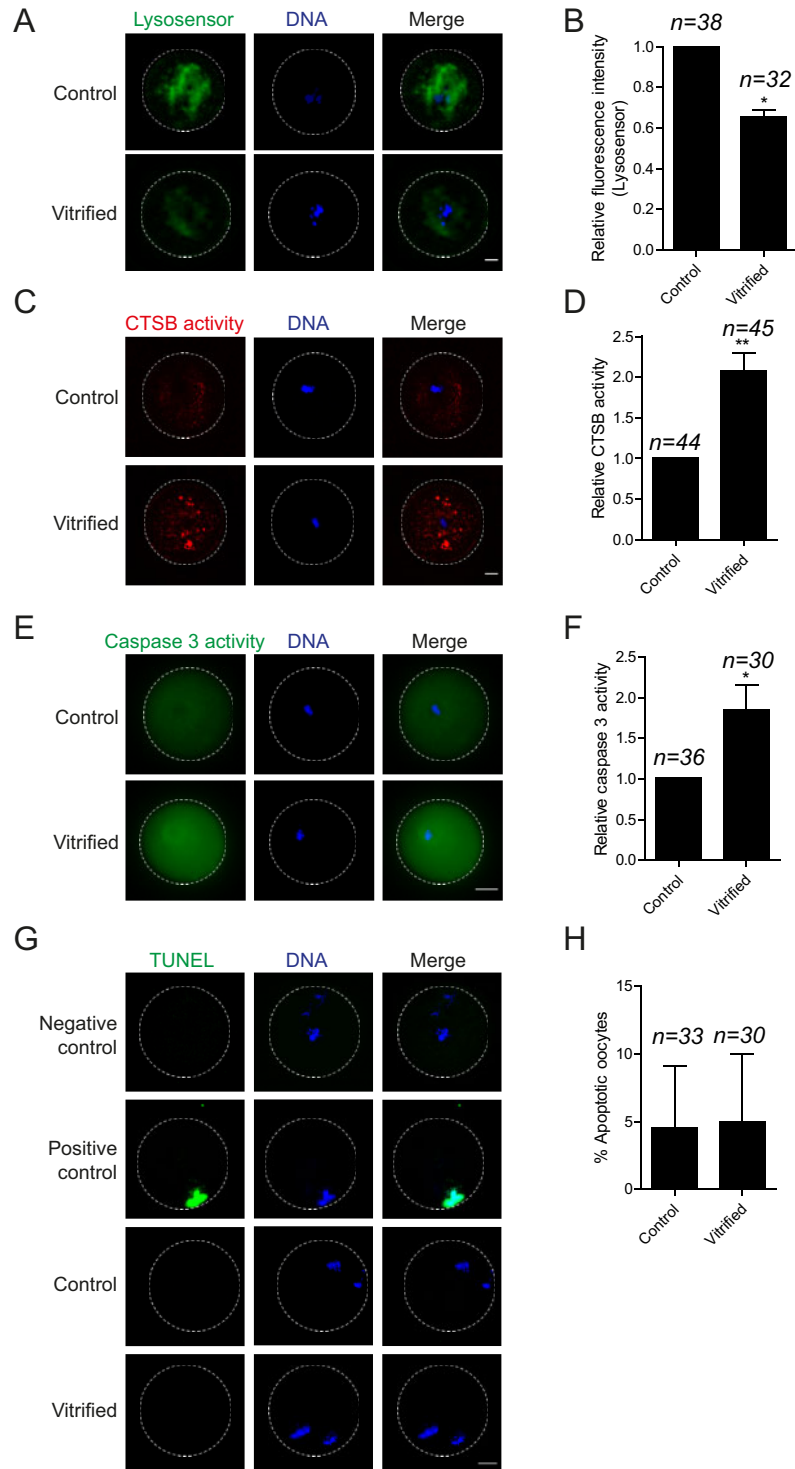 A
Lysosensor DNA Merge
Control
Vitrified
B
n=38
n=32
*
Relative fluorescence intensity
(Lysosensor)
1.0
0.8
0.6
0.4
0.2
0.0
Control
Vitrified
C
CTSB activity DNA Merge
Control
Vitrified
D
n=45
**
n=44
Relative CTSB activity
2.5
2.0
1.5
1.0
0.5
0.0
Control
Vitrified
E
Caspase 3 activity DNA Merge
Control
Vitrified
F
n=30
*
n=36
Relative caspase 3 activity
2.5
2.0
1.5
1.0
0.5
0.0
Control
Vitrified
G
TUNEL DNA Merge
Negative
control
Positive
control
Control
Vitrified
H
n=33 n=30
% Apoptotic oocytes
15
10
5
0
Control
Vitrified